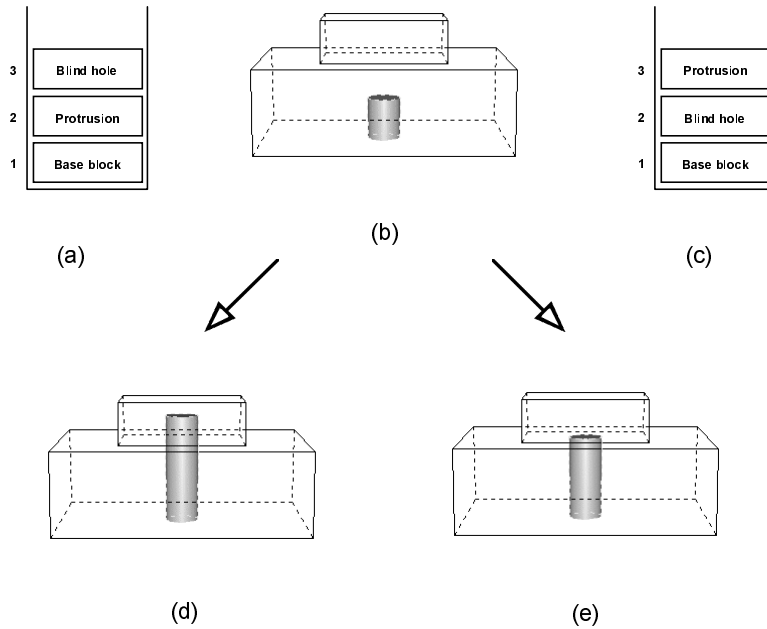 3 Blind hole
2 Protrusion
1 Base block
(a)
(b)
3 Protrusion
2 Blind hole
1 Base block
(c)
(d)
(e)